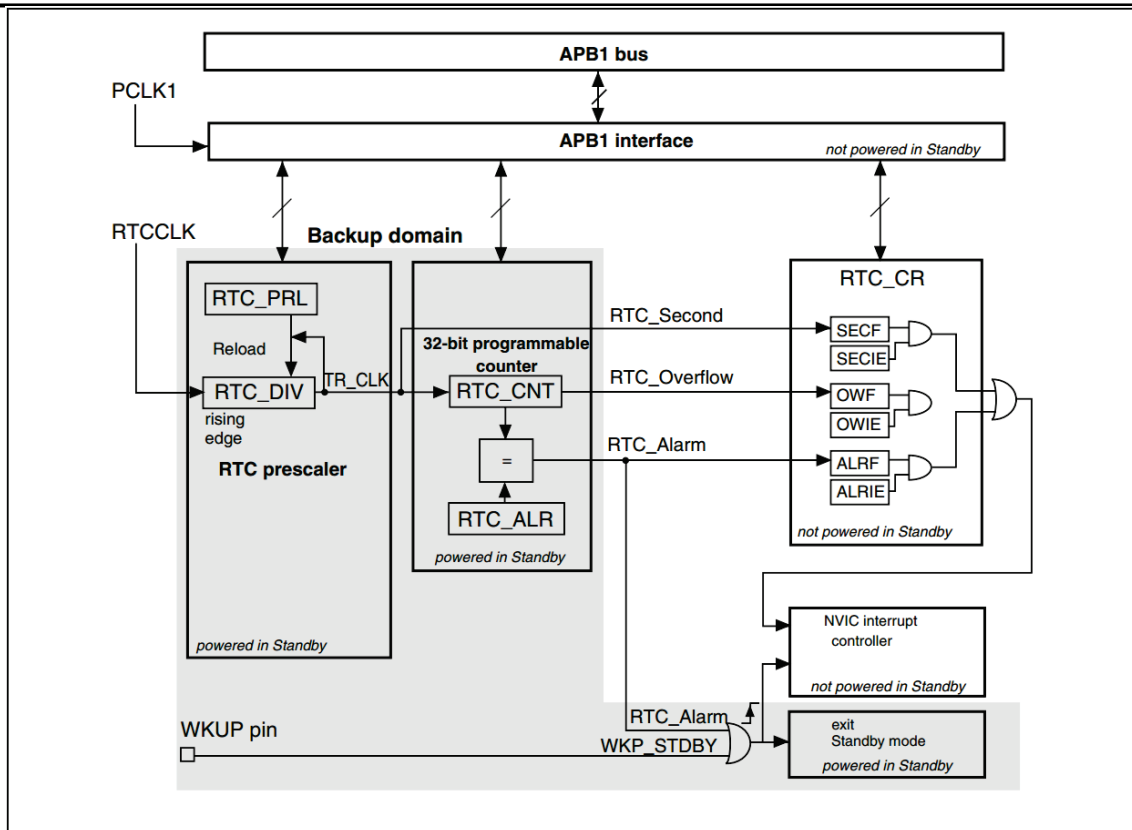 APB1 bus
PCLK1
APB1 interface
not powered in Standby
RTCCLK
Backup domain
RTC_PRL
Reload
RTC_DIV
TR_CLK
rising
edge
RTC prescaler
powered in Standby
32-bit programmable
counter
RTC_CNT
=
RTC_ALR
powered in Standby
RTC_Second
RTC_Overflow
RTC_Alarm
RTC_CR
SECF
SECIE
OWF
OWIE
ALRF
ALRIE
not powered in Standby
NVIC interrupt
controller
not powered in Standby
WKUP pin
RTC_Alarm
WKP_STDBY
exit
Standby mode
powered in Standby